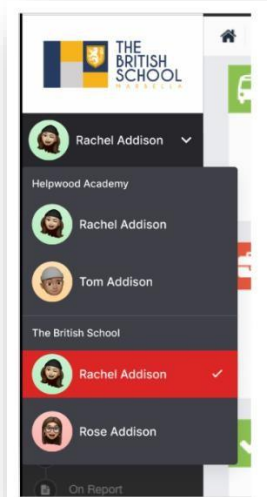 THE
BRITISH
SCHOOL
MARBELLA
Rachel Addison
Helpwood Academy
Rachel Addison
Tom Addison
The British School
Rachel Addison
Rose Addison
On Report